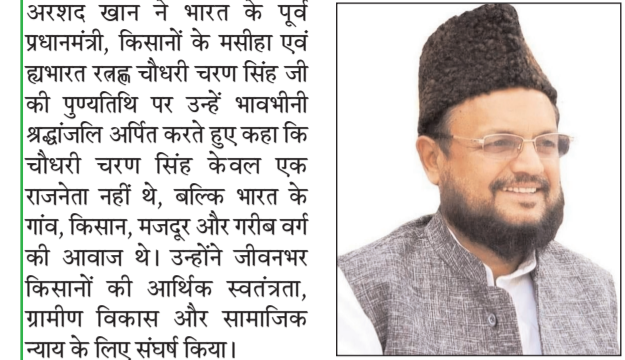 अरशद खान ने भारत के पूर्व
प्रधानमंत्री, किसानों के मसीहा एवं
ह्यभारत रत्नह्ण चौधरी चरण सिंह जी
की पुण्यतिथि पर उन्हें भावभीनी
श्रद्धांजलि अर्पित करते हुए कहा कि
चौधरी चरण सिंह केवल एक
राजनेता नहीं थे, बल्कि भारत के
गांव, किसान, मजदूर और गरीब वर्ग
की आवाज थे। उन्होंने जीवनभर
किसानों की आर्थिक स्वतंत्रता,
ग्रामीण विकास और सामाजिक
न्याय के लिए संघर्ष किया।